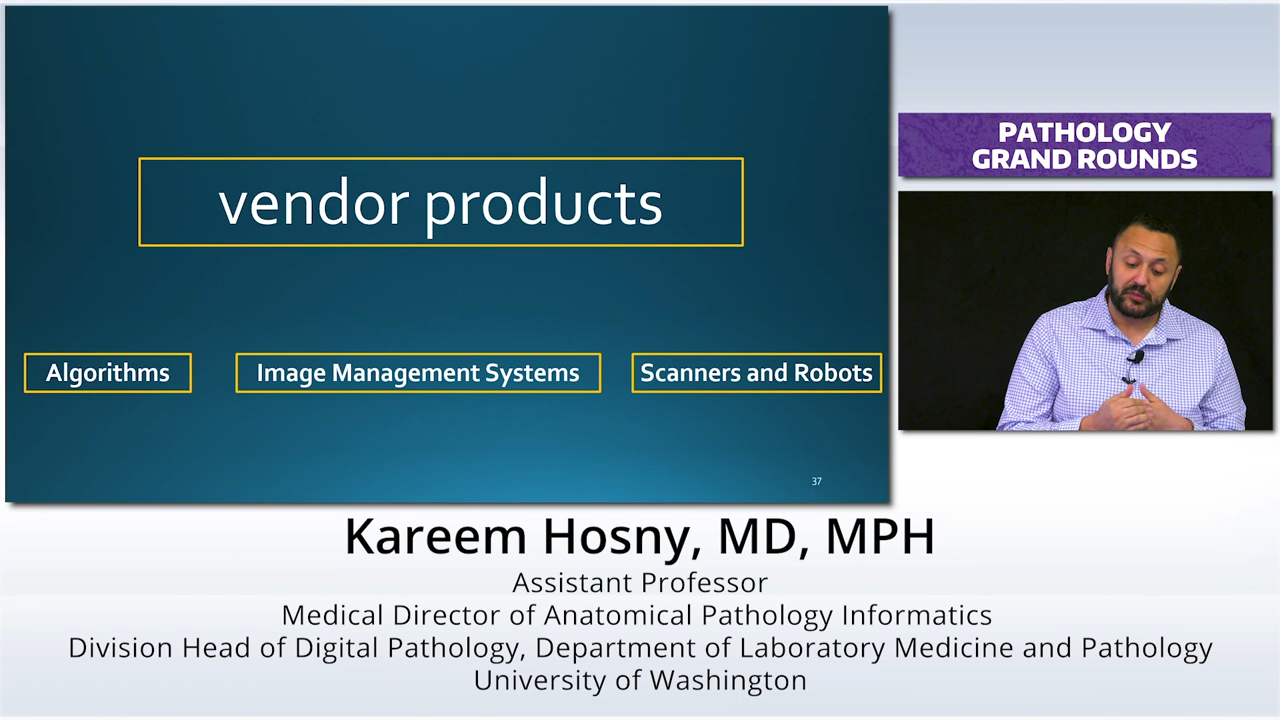 vendor products
Algorithms
Image Management Systems
Scanners and Robots
37
PATHOLOGY
GRAND ROUNDS
Kareem Hosny, MD, MPH
Assistant Professor
Medical Director of Anatomical Pathology Informatics
Division Head of Digital Pathology, Department of Laboratory Medicine and Pathology
University of Washington